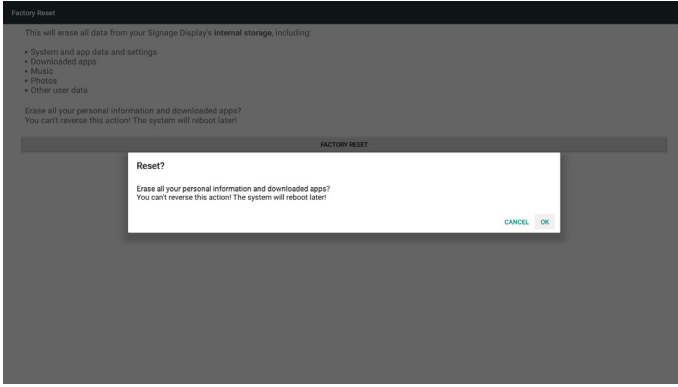 Factory Reset
This will erase all data from your Signage Display's internal storage, including:
• System and app data and settings
• Downloaded apps
• Music
• Photos
• Other user data
Erase all your personal information and downloaded apps?
You can't reverse this action! The system will reboot later!
FACTORY RESET
Reset?
Erase all your personal information and downloaded apps?
You can't reverse this action! The system will reboot later!
CANCEL OK